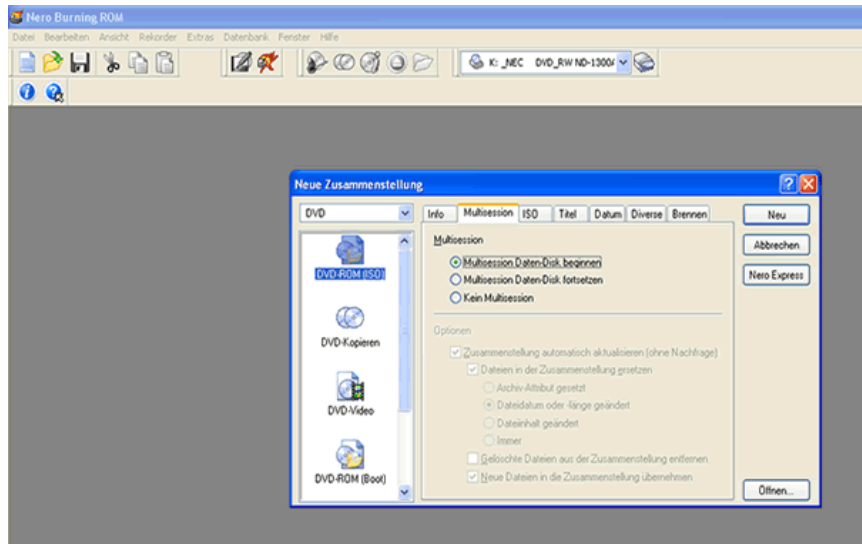 Nero Burning ROM
Datei Bearbeiten Ansicht Rekorder Extras Datenbank Fenster Hilfe
K: _NEC DVD_RW ND-1300A
Neue Zusammenstellung
DVD
Info Multisession ISO Titel Datum Diverse Brennen
Neu
Abbrechen
Nero Express
DVD-ROM (ISO)
DVD-Kopieren
DVD-Video
DVD-ROM (Boot)
Multisession
Multisession Daten-Disk beginnen
Multisession Daten-Disk fortsetzen
Kein Multisession
Optionen
Zusammenstellung automatisch aktualisieren (ohne Nachfrage)
Dateien in der Zusammenstellung ersetzen
Archiv-Attribut gesetzt
Dateidatum oder -länge geändert
Dateiinhalt geändert
Immer
Gelöschte Dateien aus der Zusammenstellung entfernen
Neue Dateien in die Zusammenstellung übernehmen
Öffnen...